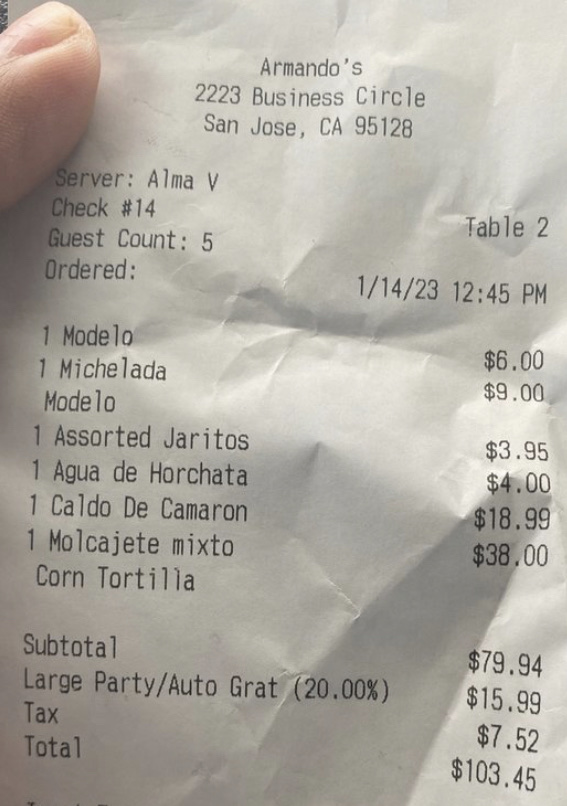 Armando's
2223 Business Circle
San Jose, CA 95128
Server: Alma V
Check #14
Table 2
Guest Count: 5
Ordered:
1/14/23 12:45 PM
1 Modelo $6.00
1 Michelada $9.00
Modelo
1 Assorted Jaritos $3.95
1 Agua de Horchata $4.00
1 Caldo De Camaron $18.99
1 Molcajete mixto $38.00
Corn Tortilla
Subtotal $79.94
Large Party/Auto Grat (20.00%) $15.99
Tax $7.52
Total $103.45